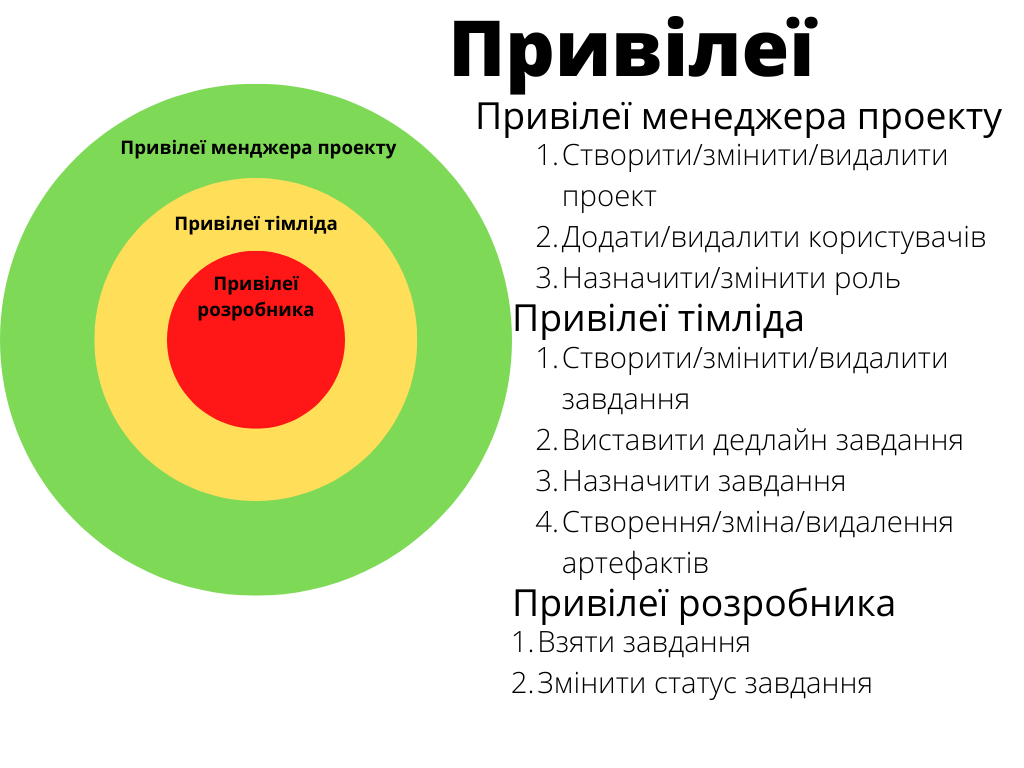 Привілеї
Привілеї менджера проекту
Привілеї тімліда
Привілеї
розробника
Привілеї менеджера проекту
1. Створити/змінити/видалити
проект
2. Додати/видалити користувачів
3. Назначити/змінити роль
Привілеї тімліда
1. Створити/змінити/видалити
завдання
2. Виставити дедлайн завдання
3. Назначити завдання
4. Створення/зміна/видалення
артефактів
Привілеї розробника
1. Взяти завдання
2. Змінити статус завдання